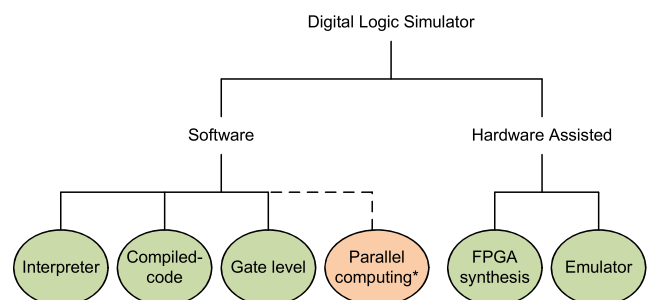 Digital Logic Simulator
Software
Hardware Assisted
Interpreter
Compiled-
code
Gate level
Parallel
computing*
FPGA
synthesis
Emulator